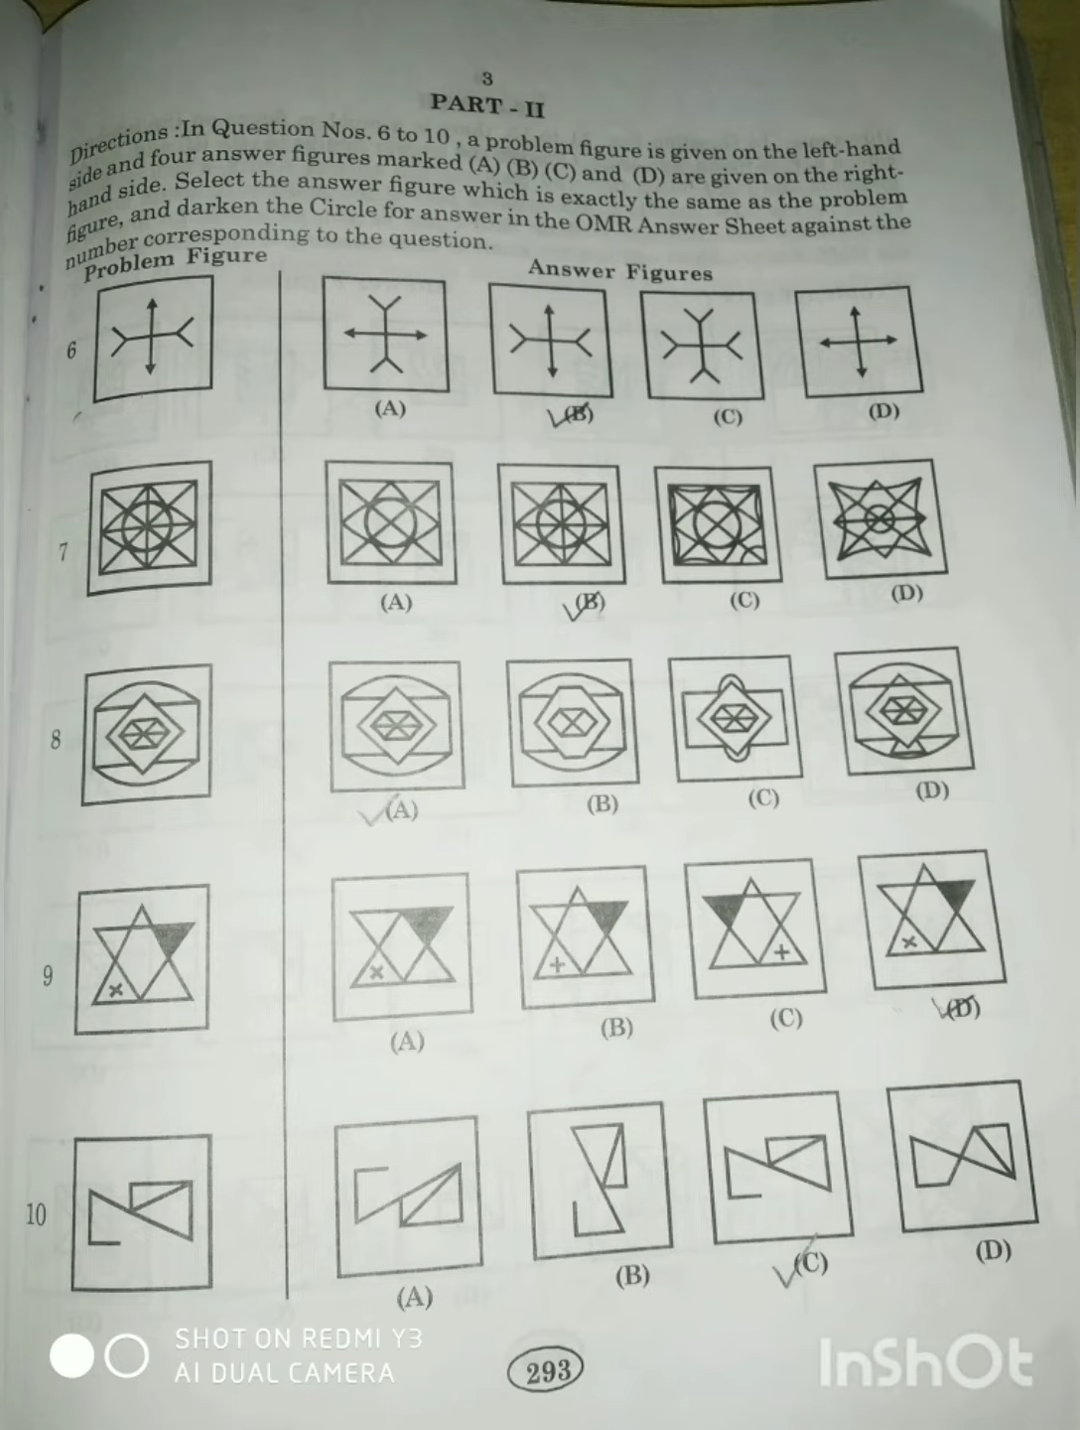 3
PART - II
Directions :In Question Nos. 6 to 10 , a problem figure is given on the left-hand
side and four answer figures marked (A) (B) (C) and (D) are given on the right-
hand side. Select the answer figure which is exactly the same as the problem
figure, and darken the Circle for answer in the OMR Answer Sheet against the
number corresponding to the question.
Problem Figure
Answer Figures
6
(A)
(B)
(C)
(D)
7
(A)
(B)
(C)
(D)
8
(A)
(B)
(C)
(D)
9
(A)
(B)
(C)
(D)
10
(A)
(B)
(C)
(D)
SHOT ON REDMI Y3
AI DUAL CAMERA
293
InShOt